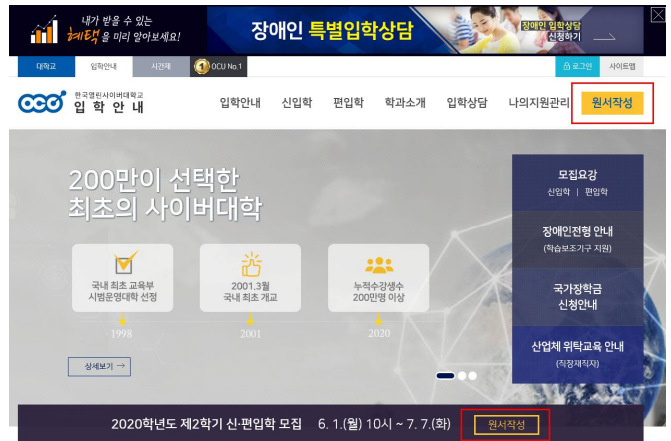 내가 받을 수 있는
혜택을 미리 알아보세요!
장애인 특별입학상담
장애인 입학상담
신청하기
대학교
입학안내
시간제
1 OCU No.1
로그인
사이트맵
OCU 한국열린사이버대학교
입학안내
입학안내 신입학 편입학 학과소개 입학상담 나의지원관리 원서작성
200만이 선택한
최초의 사이버대학
국내 최초 교육부
시범운영대학 선정
1998
2001.3월
국내 최초 개교
2001
누적수강생수
200만명 이상
2020
상세보기 →
모집요강
신입학 | 편입학
장애인전형 안내
(학습보조기구 지원)
국가장학금
신청안내
산업체 위탁교육 안내
(직장재직자)
2020학년도 제2학기 신·편입학 모집 6. 1.(월) 10시 ~ 7. 7.(화) 원서작성